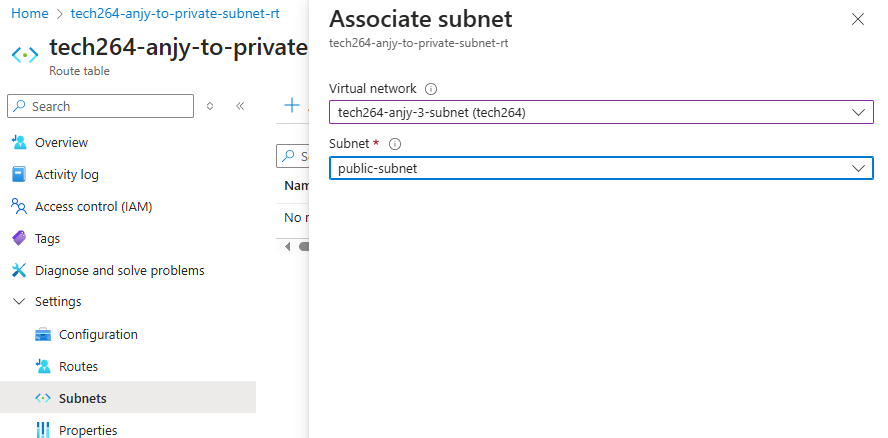 Home > tech264-anjy-to-private-subnet-rt
tech264-anjy-to-private
Route table
Search
Overview
Activity log
Access control (IAM)
Tags
Diagnose and solve problems
Settings
Configuration
Routes
Subnets
Properties
No
Associate subnet
tech264-anjy-to-private-subnet-rt
Virtual network
tech264-anjy-3-subnet (tech264)
Subnet *
public-subnet